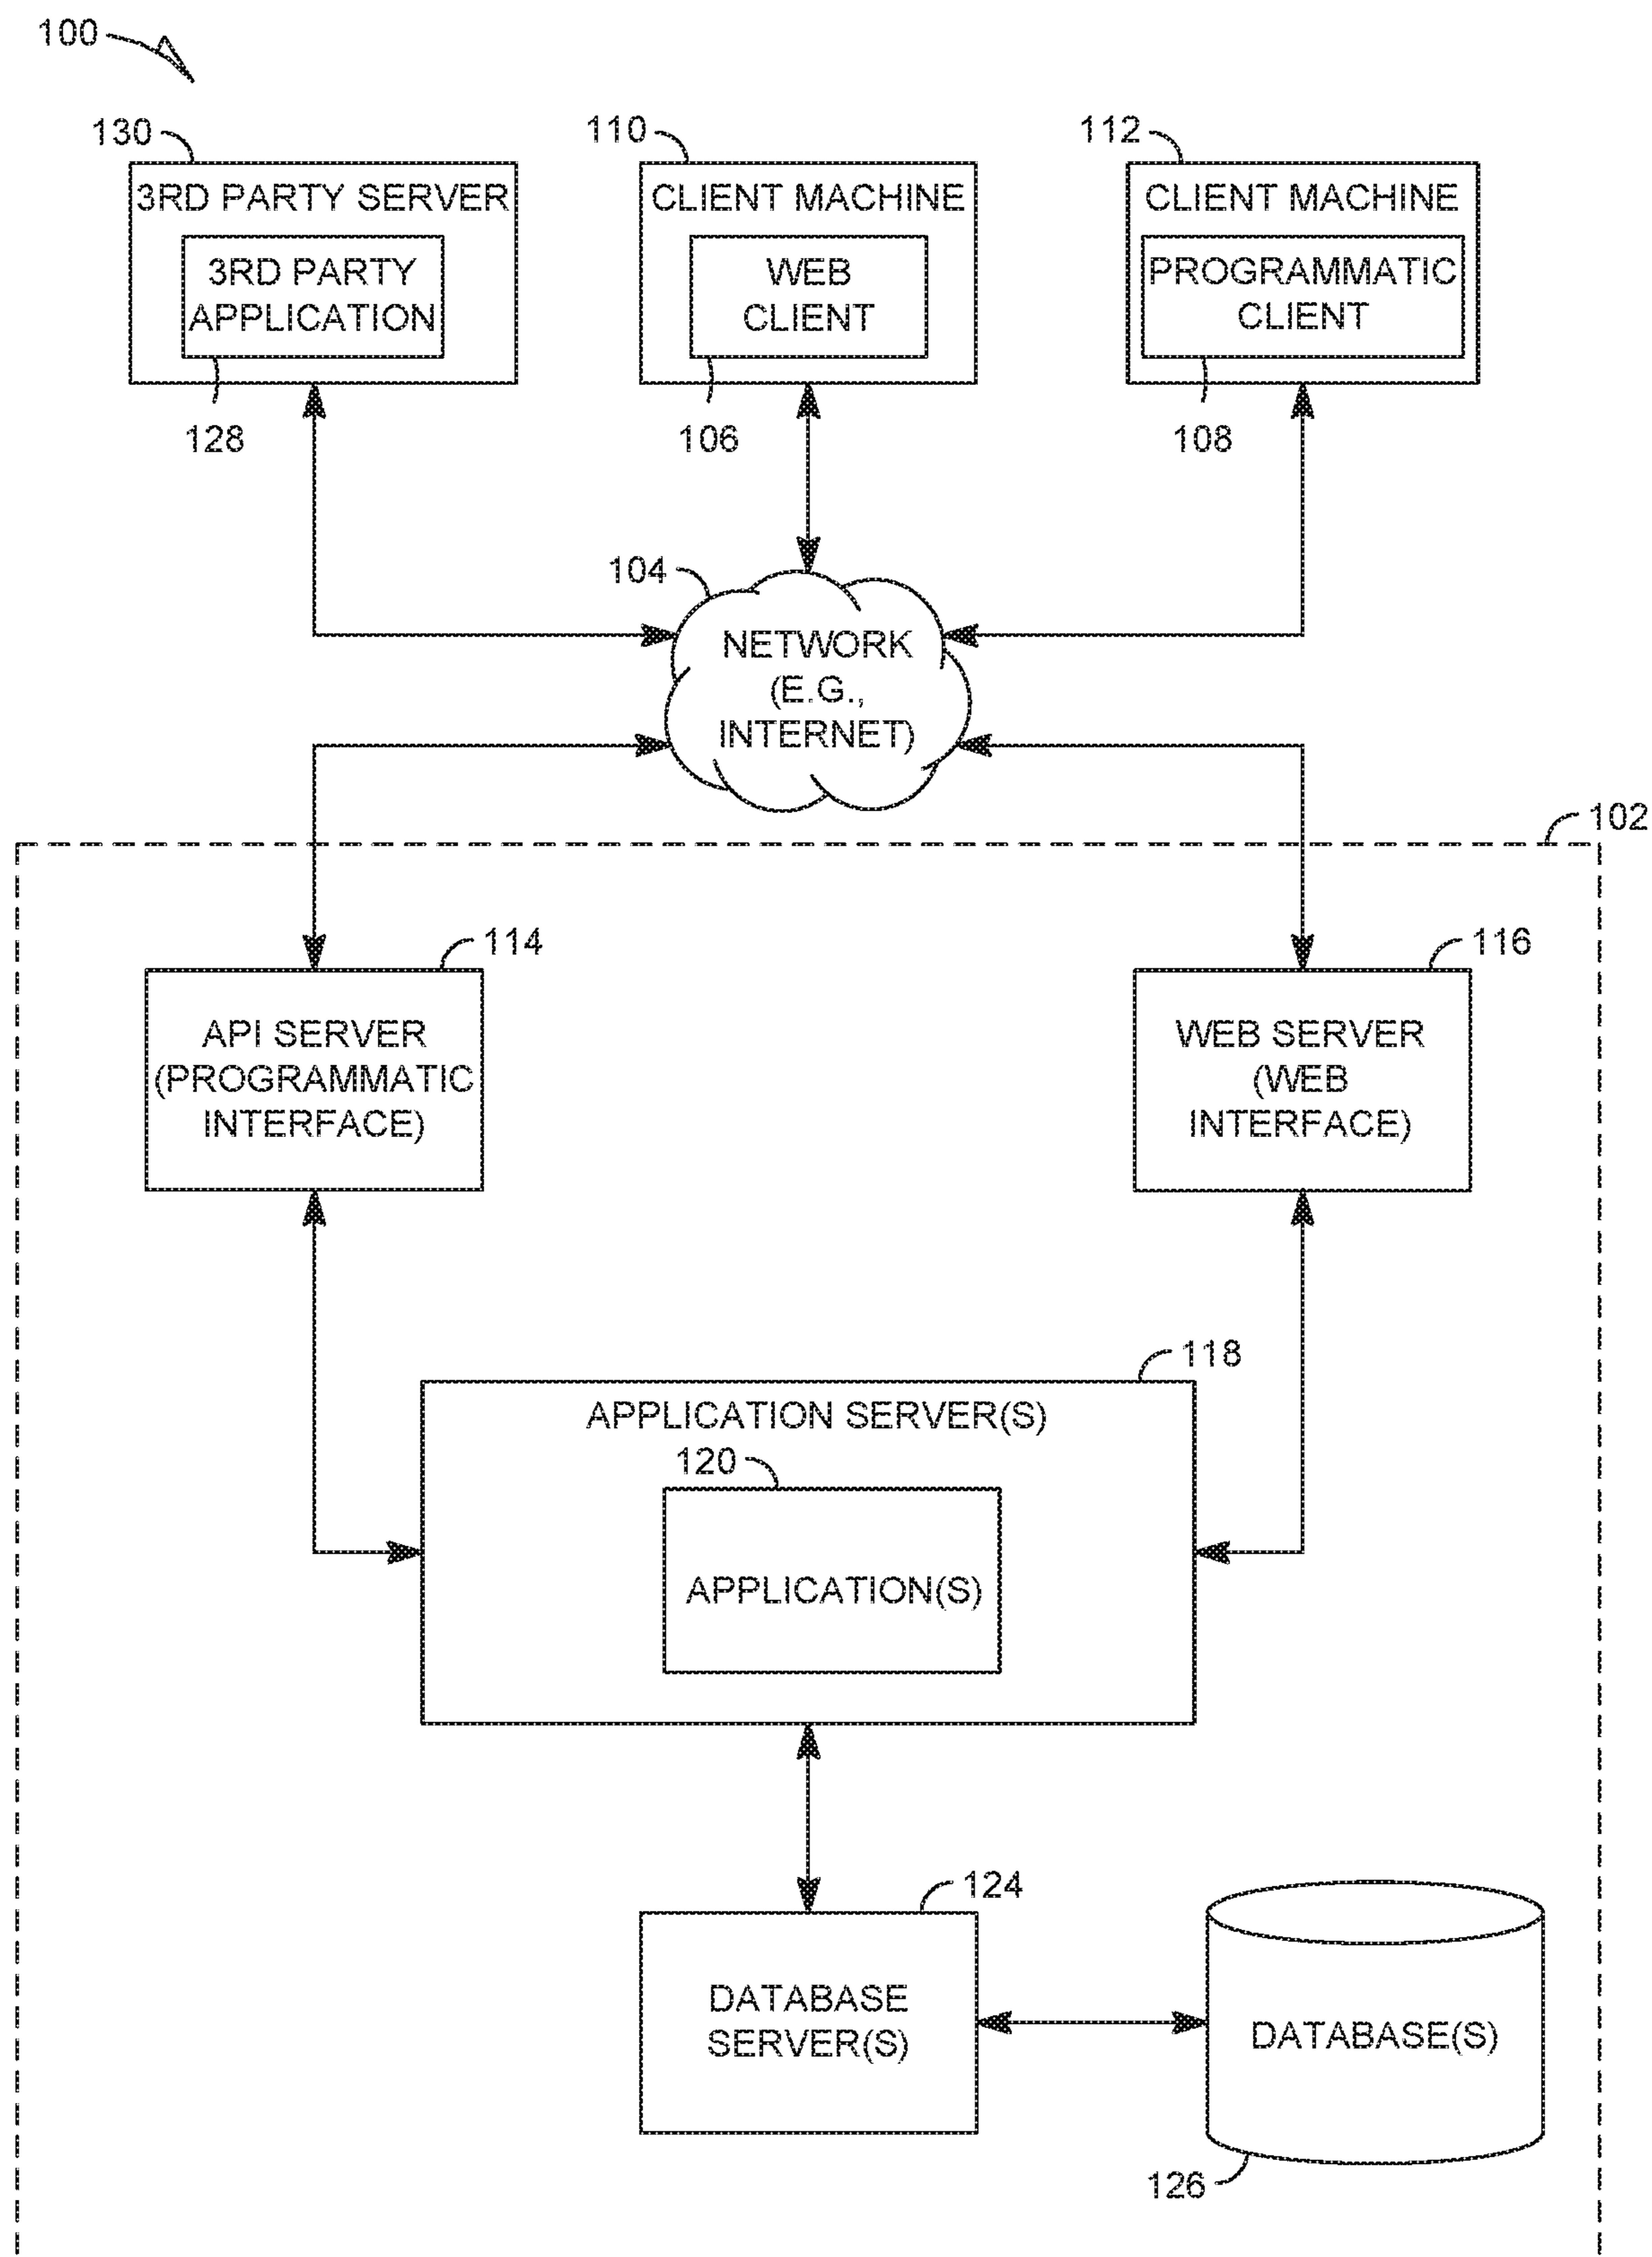 100
130
110
112
3RD PARTY SERVER
CLIENT MACHINE
CLIENT MACHINE
3RD PARTY
APPLICATION
WEB
CLIENT
PROGRAMMATIC
CLIENT
128
106
108
104
NETWORK
(E.G.,
INTERNET)
102
114
116
API SERVER
(PROGRAMMATIC
INTERFACE)
WEB SERVER
(WEB
INTERFACE)
118
APPLICATION SERVER(S)
120
APPLICATION(S)
124
DATABASE
SERVER(S)
DATABASE(S)
126